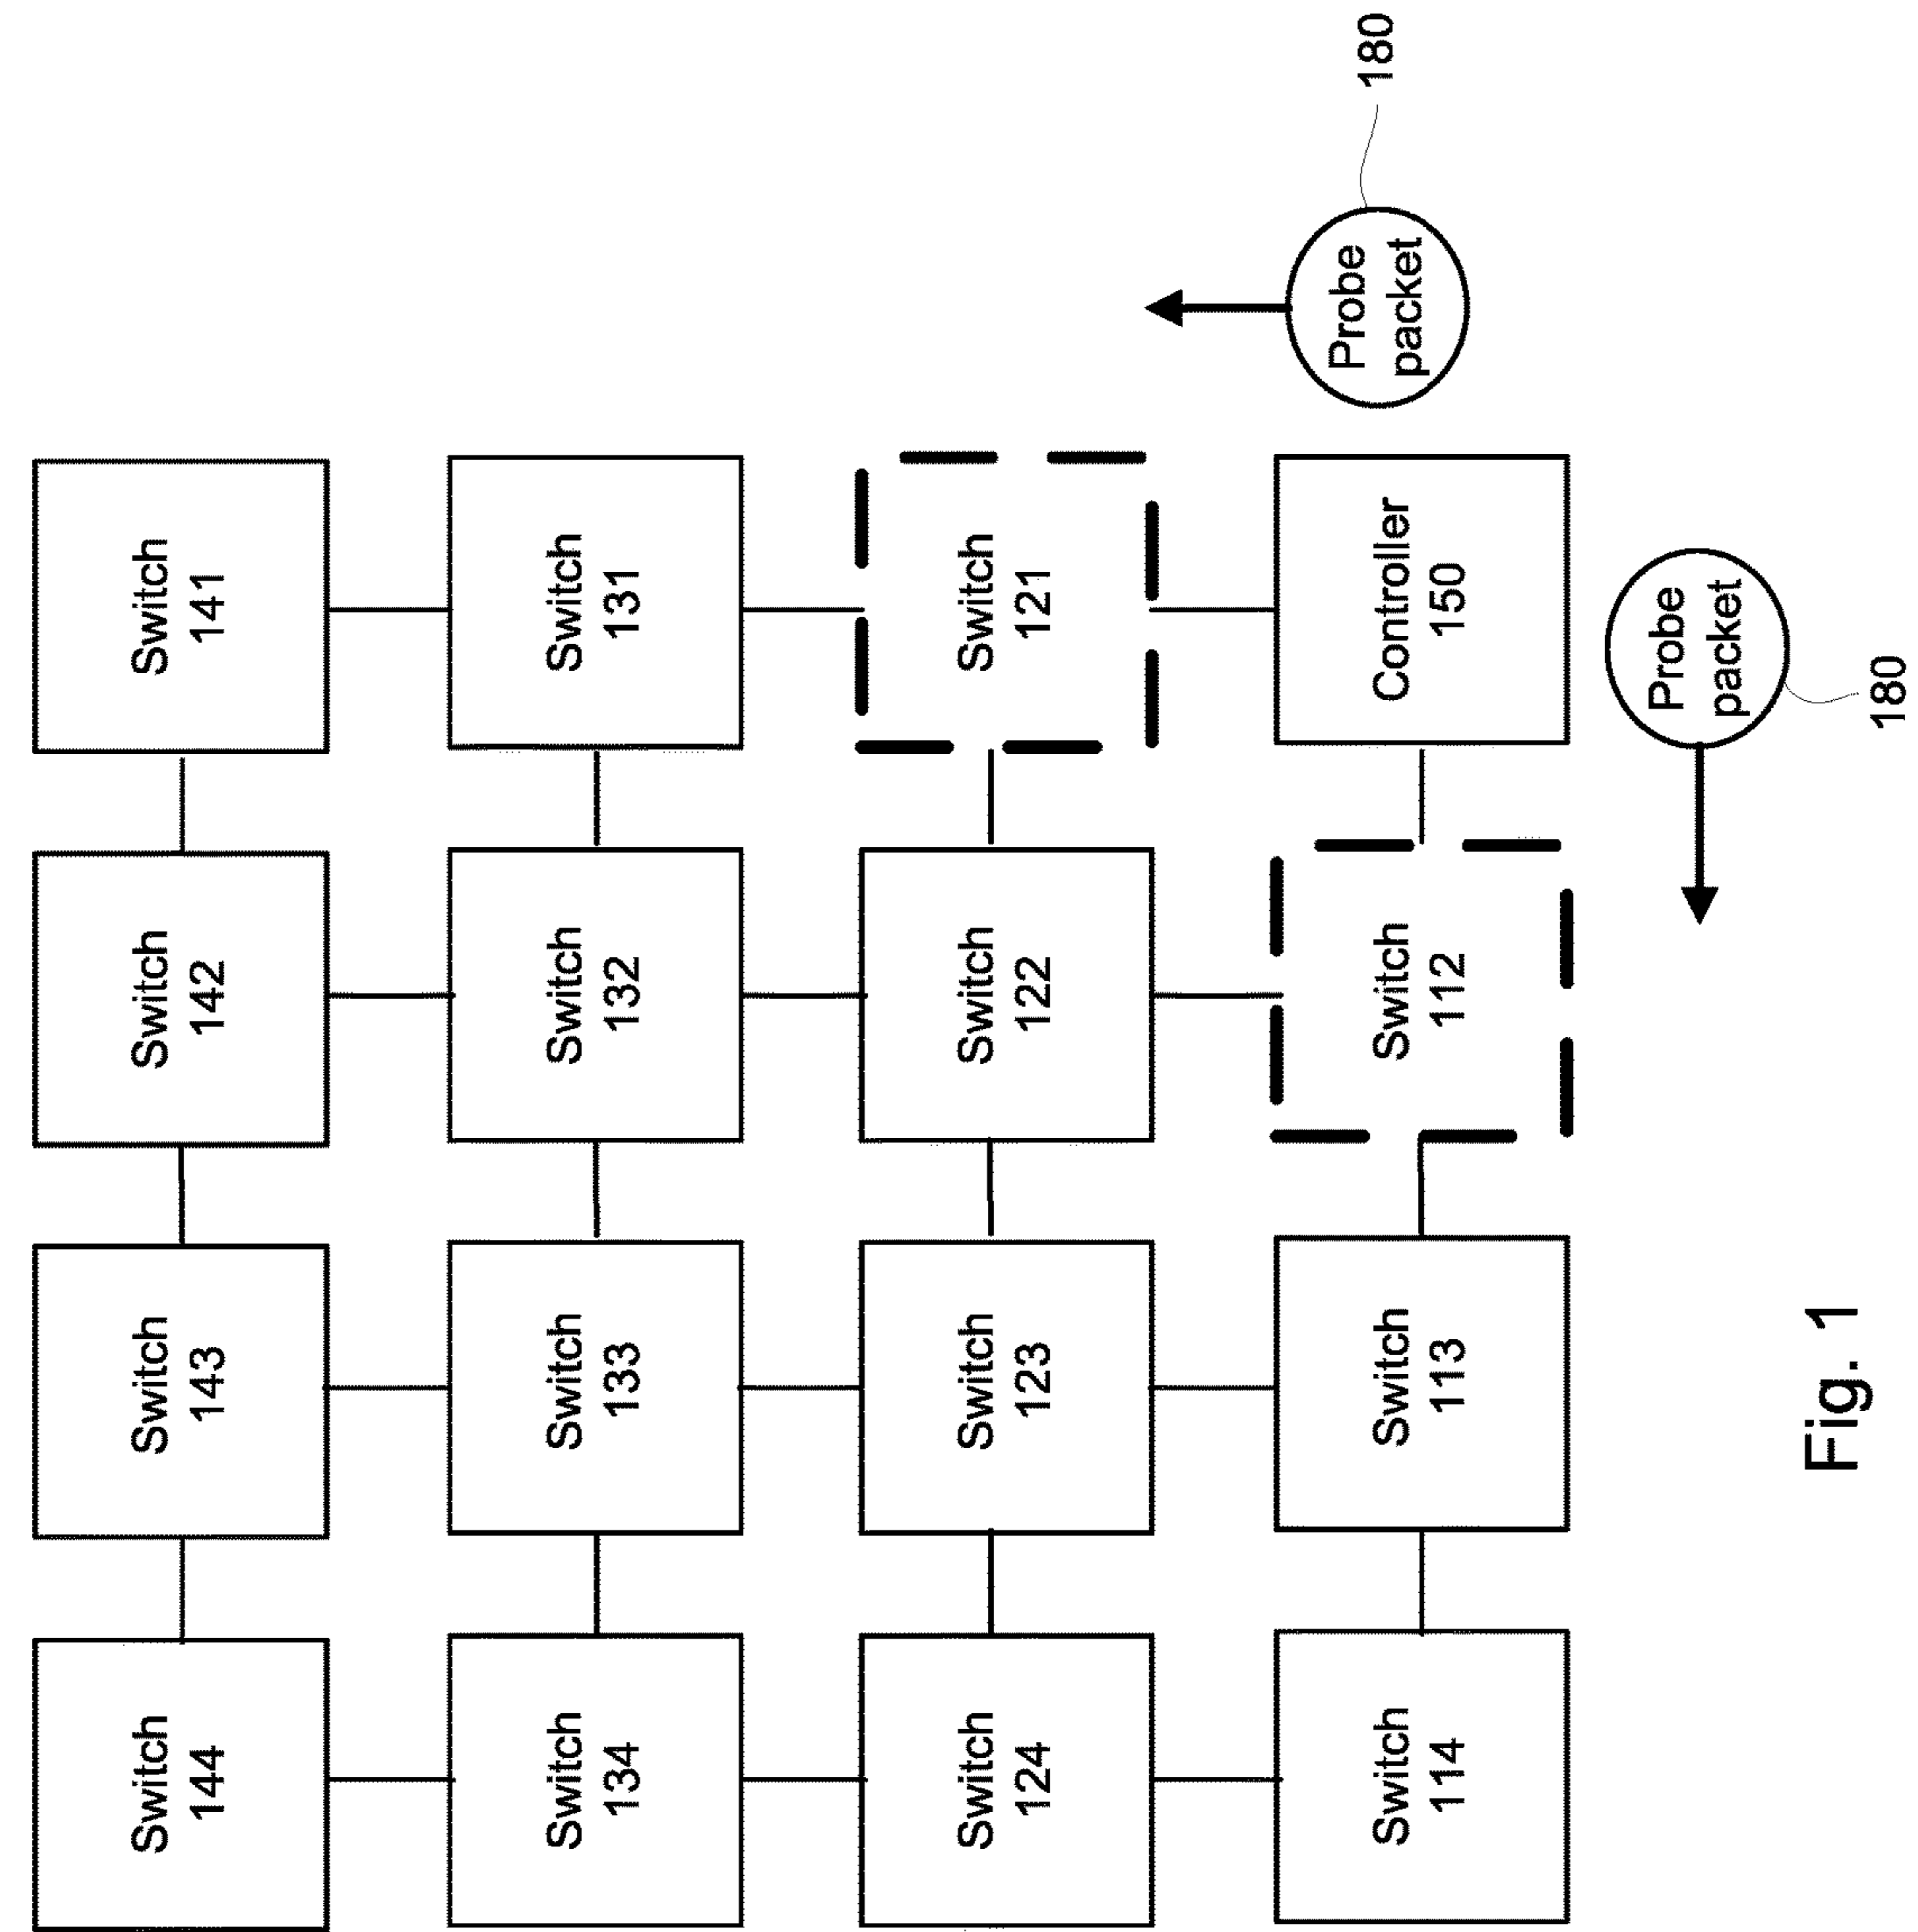 Switch
144
Switch
143
Switch
142
Switch
141
Switch
134
Switch
133
Switch
132
Switch
131
Switch
124
Switch
123
Switch
122
Switch
121
Switch
114
Switch
113
Switch
112
Controller
150
Probe
packet
180
Probe
packet
180
Fig. 1